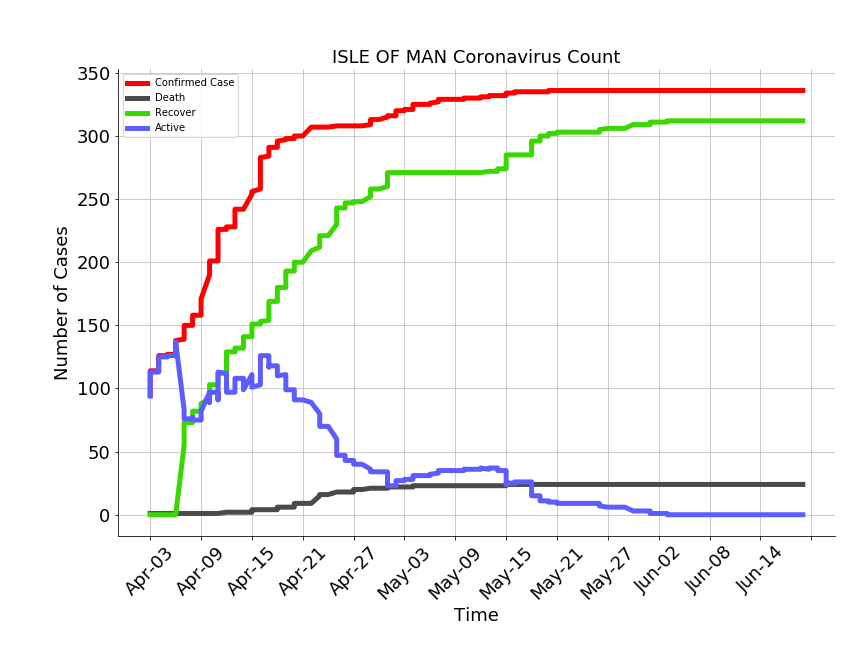 ISLE OF MAN Coronavirus Count
Confirmed Case
Death
Recover
Active
Number of Cases
350
300
250
200
150
100
50
0
Apr-03
Apr-09
Apr-15
Apr-21
Apr-27
May-03
May-09
May-15
May-21
May-27
Jun-02
Jun-08
Jun-14
Time